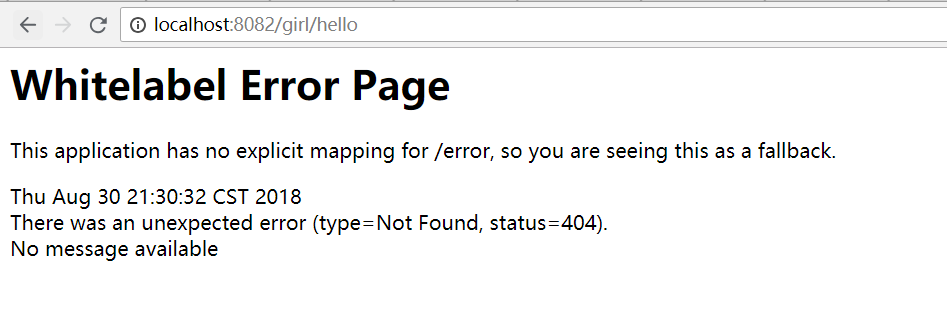 localhost:8082/girl/hello
Whitelabel Error Page
This application has no explicit mapping for /error, so you are seeing this as a fallback.
Thu Aug 30 21:30:32 CST 2018
There was an unexpected error (type=Not Found, status=404).
No message available